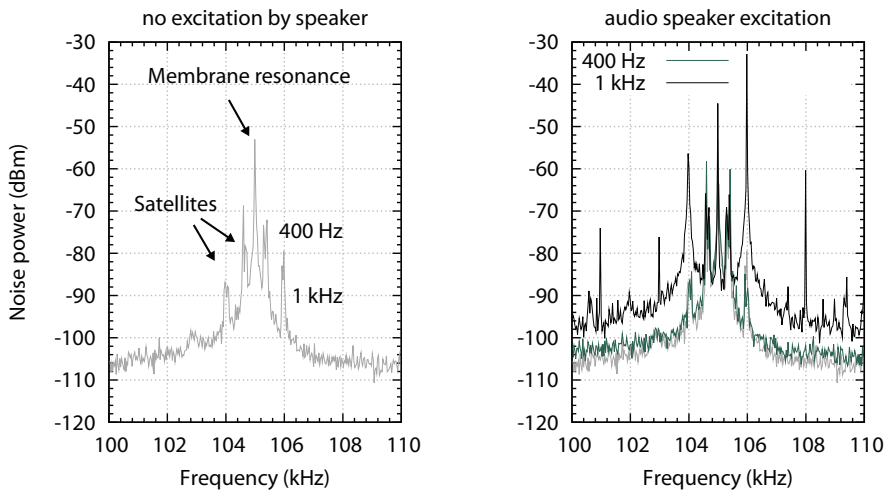 no excitation by speaker
audio speaker excitation
Noise power (dBm)
-30
-40
-50
-60
-70
-80
-90
-100
-110
-120
Membrane resonance
Satellites
400 Hz
1 kHz
100 102 104 106 108 110
Frequency (kHz)
-30
-40
-50
-60
-70
-80
-90
-100
-110
-120
400 Hz
1 kHz
100 102 104 106 108 110
Frequency (kHz)